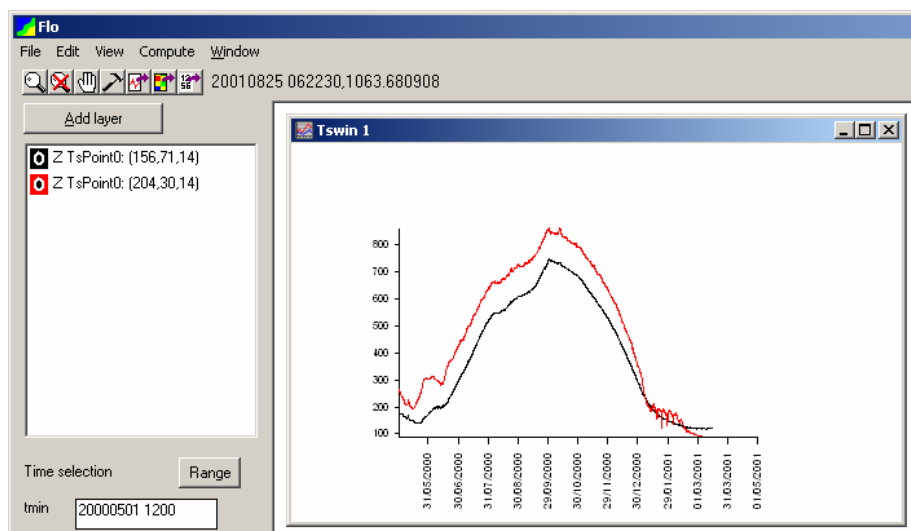 Flo
File Edit View Compute Window
20010825 062230,1063.680908
Add layer
Z TsPoint0: (156,71,14)
Z TsPoint0: (204,30,14)
Tswin 1
800
700
600
500
400
300
200
100
31/05/2000
30/06/2000
31/07/2000
30/08/2000
29/09/2000
30/10/2000
29/11/2000
30/12/2000
29/01/2001
01/03/2001
31/03/2001
01/05/2001
Time selection Range
tmin 20000501 1200